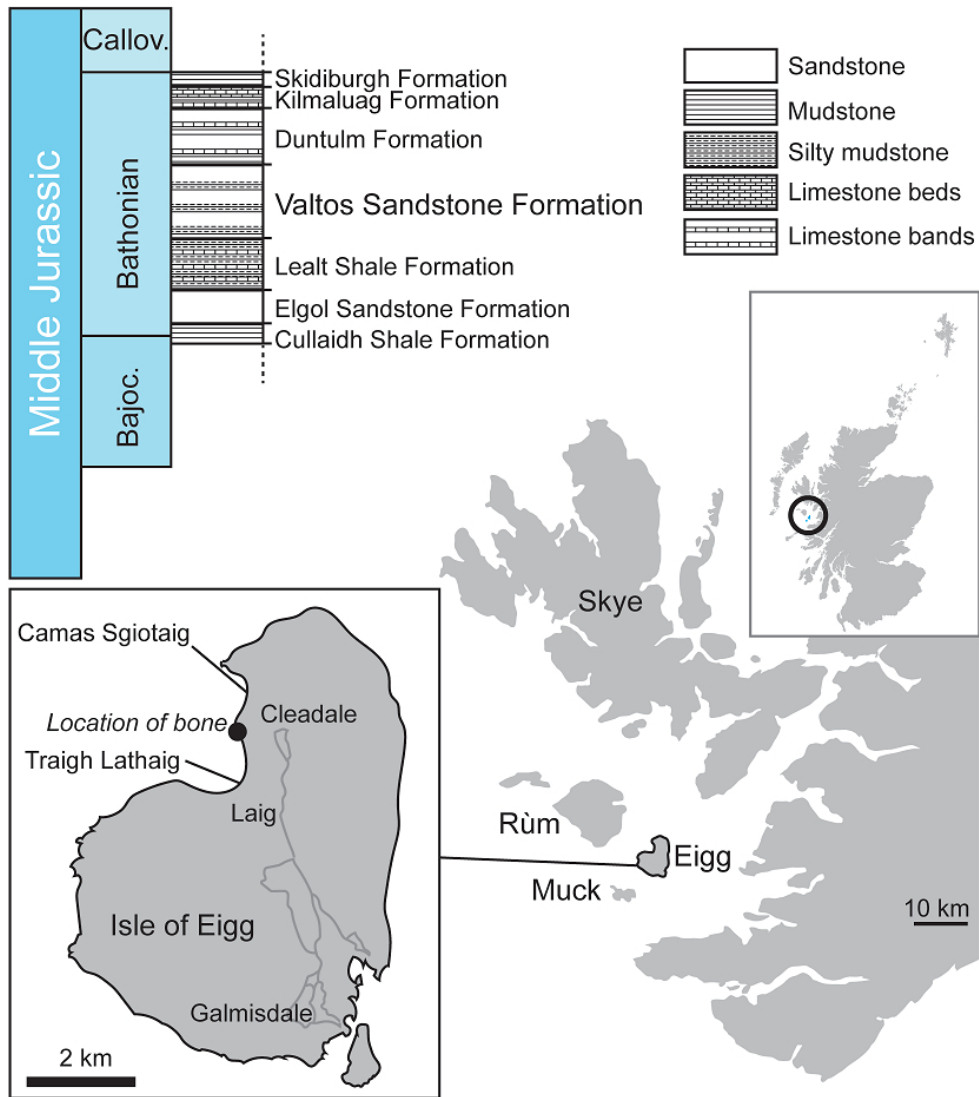 Middle Jurassic
Callov.
Bathonian
Bajoc.
Skidiburgh Formation
Kilmaluag Formation
Duntulm Formation
Valtos Sandstone Formation
Lealt Shale Formation
Elgol Sandstone Formation
Cullaidh Shale Formation
Sandstone
Mudstone
Silty mudstone
Limestone beds
Limestone bands
Skye
Rùm
Eigg
Muck
10 km
Camas Sgiotaig
Location of bone
Cleadale
Traigh Lathaig
Laig
Isle of Eigg
Galmisdale
2 km